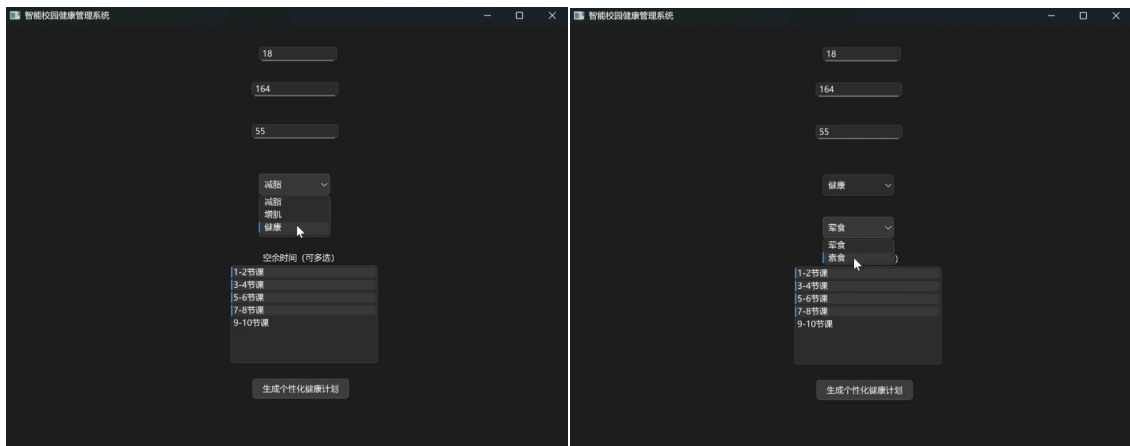 智能校园健康管理系统
18
164
55
减脂
减脂
增肌
健康
空余时间（可多选）
1-2节课
3-4节课
5-6节课
7-8节课
9-10节课
生成个性化健康计划
智能校园健康管理系统
18
164
55
健康
荤食
荤食
素食
）
1-2节课
3-4节课
5-6节课
7-8节课
9-10节课
生成个性化健康计划